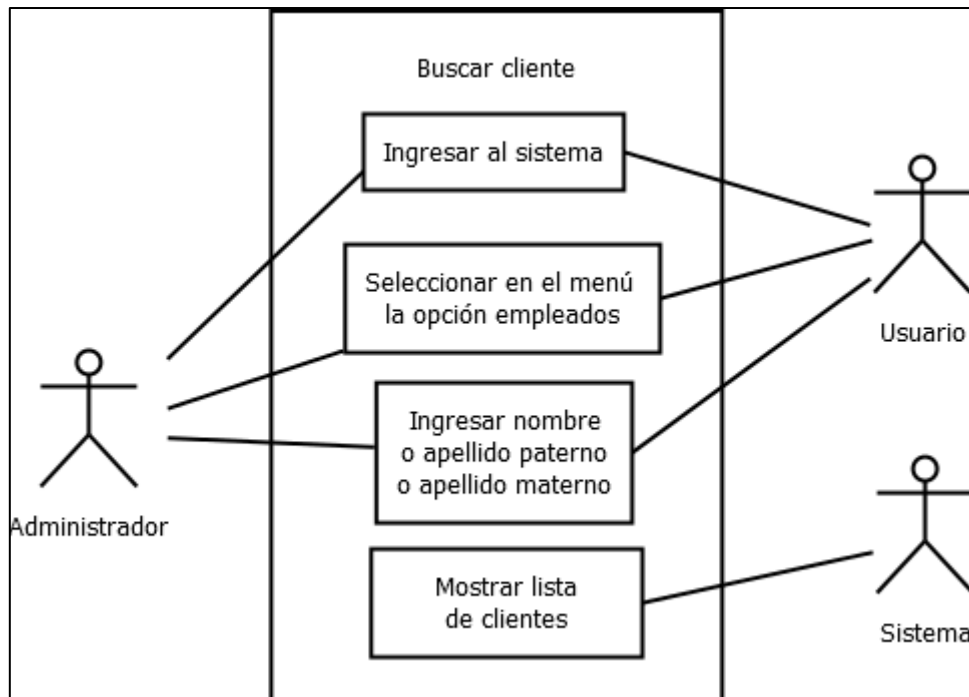 Buscar cliente
Ingresar al sistema
Seleccionar en el menú
la opción empleados
Usuario
Ingresar nombre
o apellido paterno
o apellido materno
Administrador
Mostrar lista
de clientes
Sistema